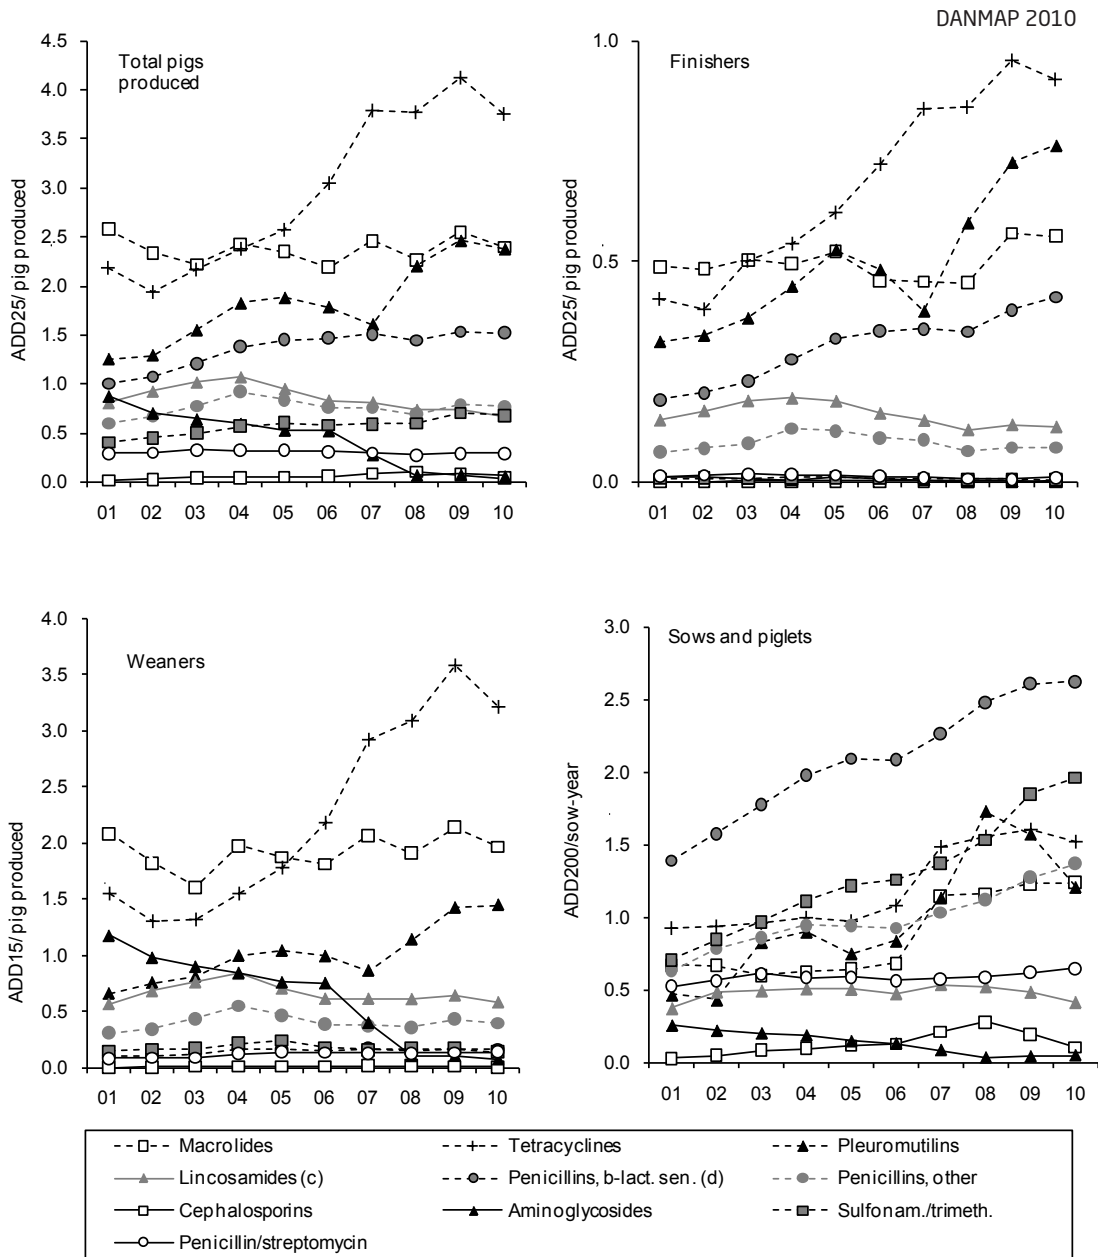 DANMAP 2010
4.5
4.0
3.5
3.0
2.5
2.0
1.5
1.0
0.5
0.0
ADD25/ pig produced
Total pigs
produced
01 02 03 04 05 06 07 08 09 10
1.0
0.5
0.0
ADD25/ pig produced
Finishers
01 02 03 04 05 06 07 08 09 10
4.0
3.5
3.0
2.5
2.0
1.5
1.0
0.5
0.0
ADD15/pig produced
Weaners
01 02 03 04 05 06 07 08 09 10
3.0
2.5
2.0
1.5
1.0
0.5
0.0
ADD200/sow-year
Sows and piglets
01 02 03 04 05 06 07 08 09 10
Macrolides Tetracyclines Pleuromutilins
Lincosamides (c) Penicillins, b-lact. sen. (d) Penicillins, other
Cephalosporins Aminoglycosides Sulfonam./trimeth.
Penicillin/streptomycin